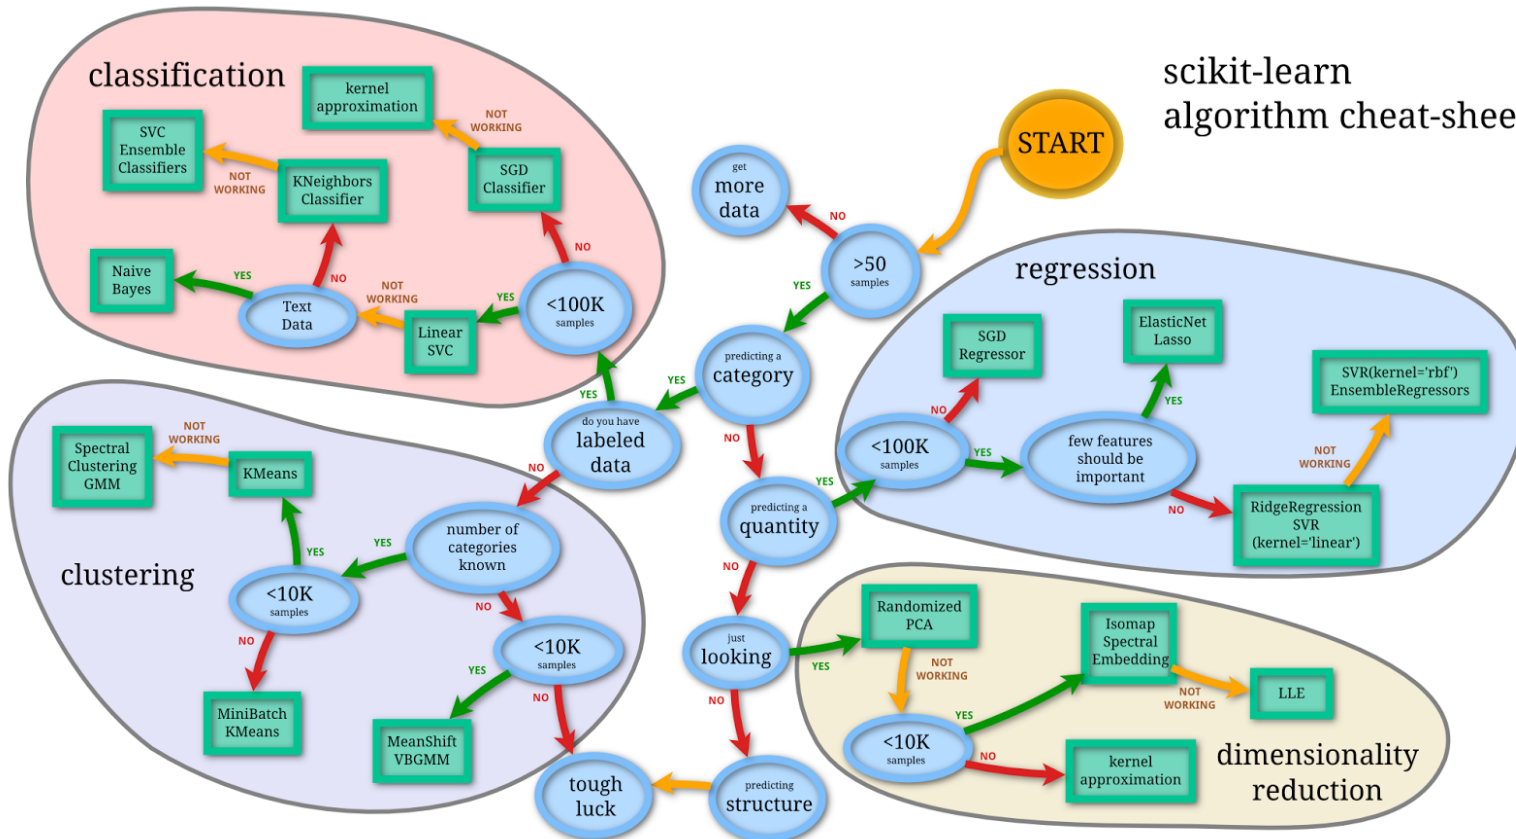 scikit-learn
algorithm cheat-shee
START
get
more
data
NO
>50
samples
YES
predicting a
category
YES
NO
do you have
labeled
data
YES
NO
predicting a
quantity
YES
NO
just
looking
YES
NO
predicting
structure
tough
luck
classification
kernel
approximation
NOT
WORKING
SGD
Classifier
NO
<100K
samples
YES
Linear
SVC
NOT
WORKING
Text
Data
YES
NO
Naive
Bayes
KNeighbors
Classifier
NOT
WORKING
SVC
Ensemble
Classifiers
regression
<100K
samples
NO
SGD
Regressor
YES
few features
should be
important
YES
ElasticNet
Lasso
NO
RidgeRegression
SVR
(kernel='linear')
NOT
WORKING
SVR(kernel='rbf')
EnsembleRegressors
clustering
number of
categories
known
YES
NO
<10K
samples
YES
KMeans
NOT
WORKING
Spectral
Clustering
GMM
NO
MiniBatch
KMeans
<10K
samples
YES
MeanShift
VBGMM
NO
dimensionality
reduction
Randomized
PCA
NOT
WORKING
<10K
samples
YES
Isomap
Spectral
Embedding
NOT
WORKING
LLE
NO
kernel
approximation